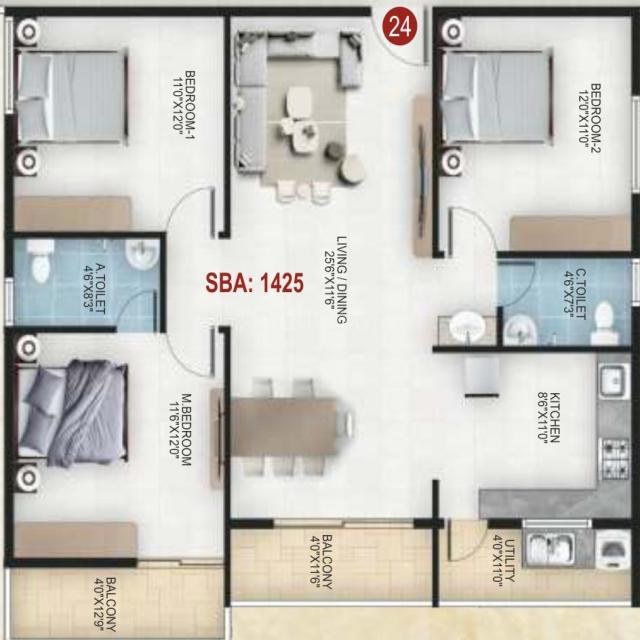 24
BEDROOM-1
11'0"X12'0"
BEDROOM-2
12'0"X11'0"
LIVING / DINING
25'6"X11'6"
A.TOILET
4'6"X8'3"
SBA: 1425
C.TOILET
4'6"X7'3"
M.BEDROOM
11'6"X12'0"
KITCHEN
8'6"X11'0"
BALCONY
4'0"X11'6"
UTILITY
4'0"X11'0"
BALCONY
4'0"X12'9"